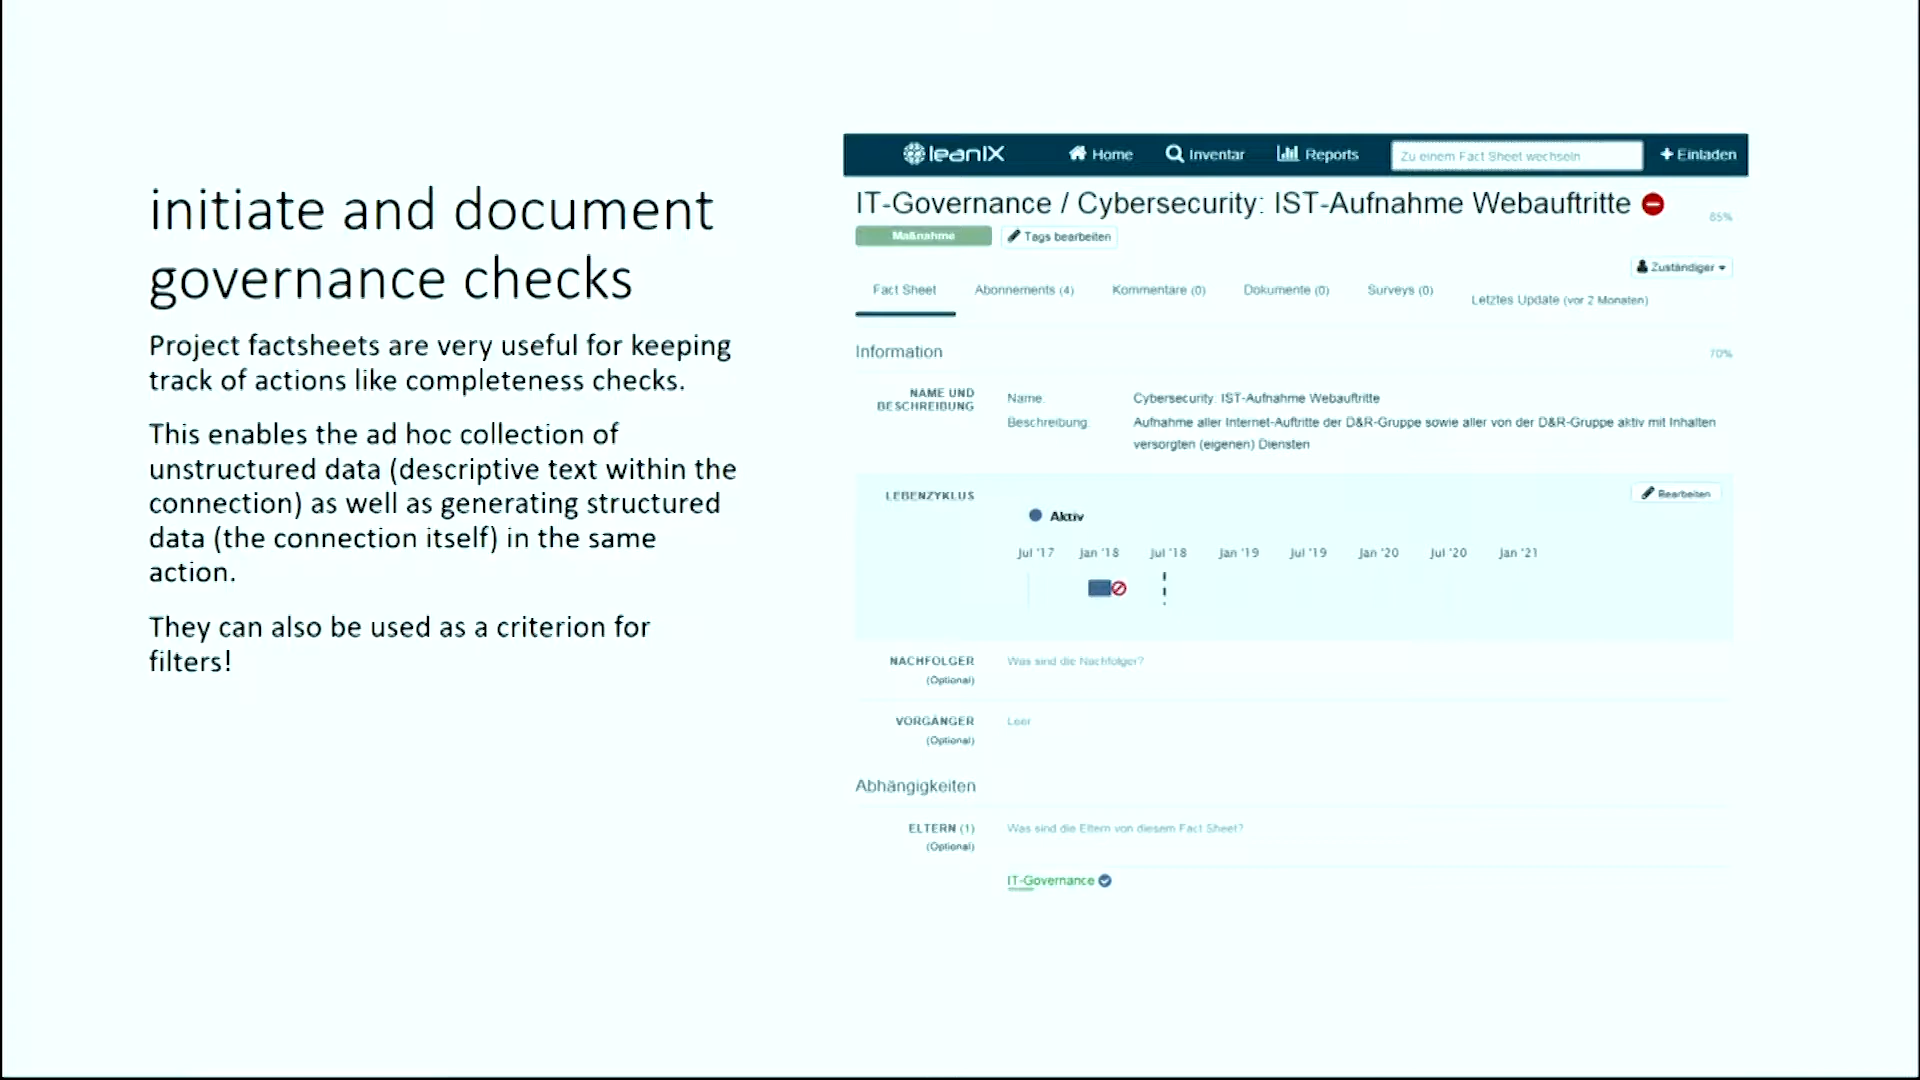 initiate and document
governance checks
Project factsheets are very useful for keeping
track of actions like completeness checks.
This enables the ad hoc collection of
unstructured data (descriptive text within the
connection) as well as generating structured
data (the connection itself) in the same
action.
They can also be used as a criterion for
filters!
leanIX Home Inventar Reports Zu einem Fact Sheet wechseln + Einladen
IT-Governance / Cybersecurity: IST-Aufnahme Webauftritte
85%
Maßnahme Tags bearbeiten
Zuständiger
Fact Sheet Abonnements (4) Kommentare (0) Dokumente (0) Surveys (0) Letztes Update (vor 2 Monaten)
Information 70%
NAME UND
BESCHREIBUNG
Name: Cybersecurity: IST-Aufnahme Webauftritte
Beschreibung: Aufnahme aller Internet-Auftritte der D&R-Gruppe sowie aller von der D&R-Gruppe aktiv mit Inhalten
versorgten (eigenen) Diensten
LEBENZYKLUS Bearbeiten
Aktiv
Jul '17 Jan '18 Jul '18 Jan '19 Jul '19 Jan '20 Jul '20 Jan '21
NACHFOLGER Was sind die Nachfolger?
(Optional)
VORGÄNGER Leer
(Optional)
Abhängigkeiten
ELTERN (1) Was sind die Eltern von diesem Fact Sheet?
(Optional)
IT-Governance